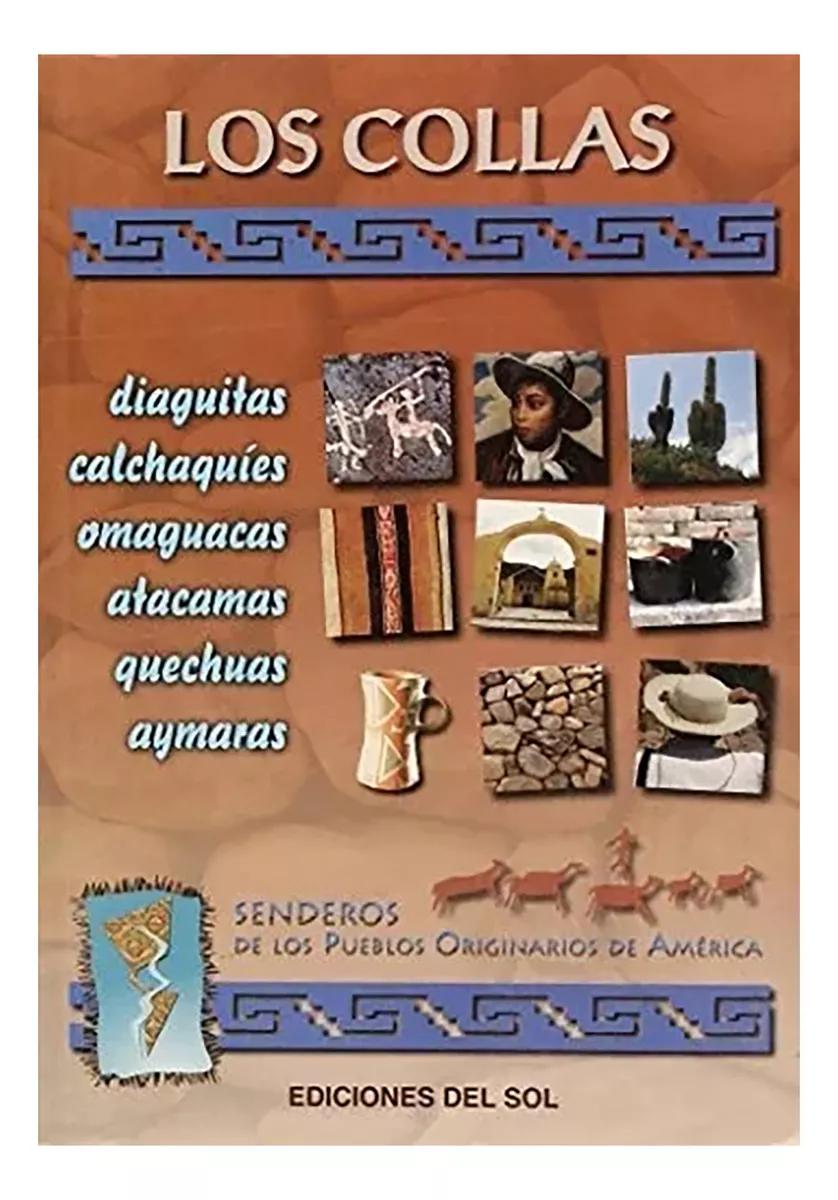 LOS COLLAS
diaguitas
calchaquíes
omaguacas
atacamas
quechuas
aymaras
SENDEROS
DE LOS PUEBLOS ORIGINARIOS DE AMÉRICA
EDICIONES DEL SOL